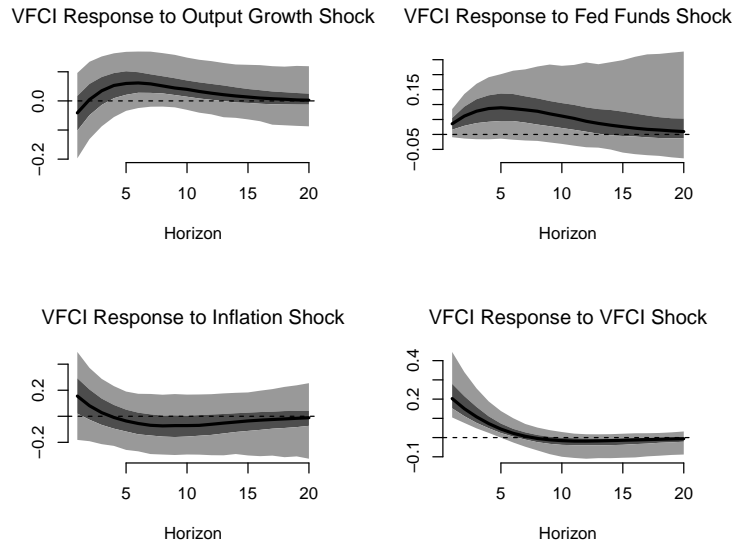 VFCI Response to Output Growth Shock
0.0
-0.2
5 10 15 20
Horizon
VFCI Response to Fed Funds Shock
0.15
-0.05
5 10 15 20
Horizon
VFCI Response to Inflation Shock
0.2
-0.2
5 10 15 20
Horizon
VFCI Response to VFCI Shock
0.4
0.2
-0.1
5 10 15 20
Horizon